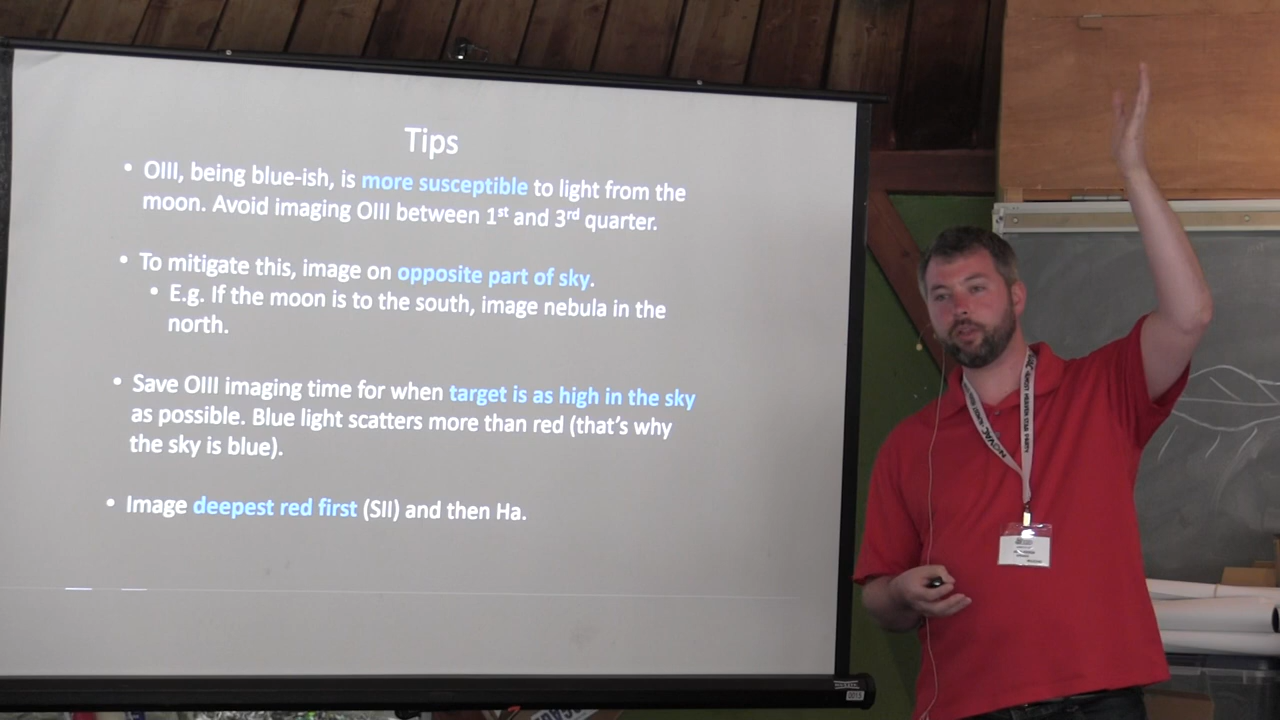 Tips
• OIII, being blue-ish, is more susceptible to light from the
moon. Avoid imaging OIII between 1st and 3rd quarter.
• To mitigate this, image on opposite part of sky.
• E.g. If the moon is to the south, image nebula in the
north.
• Save OIII imaging time for when target is as high in the sky
as possible. Blue light scatters more than red (that's why
the sky is blue).
• Image deepest red first (SII) and then Ha.
NOVAC